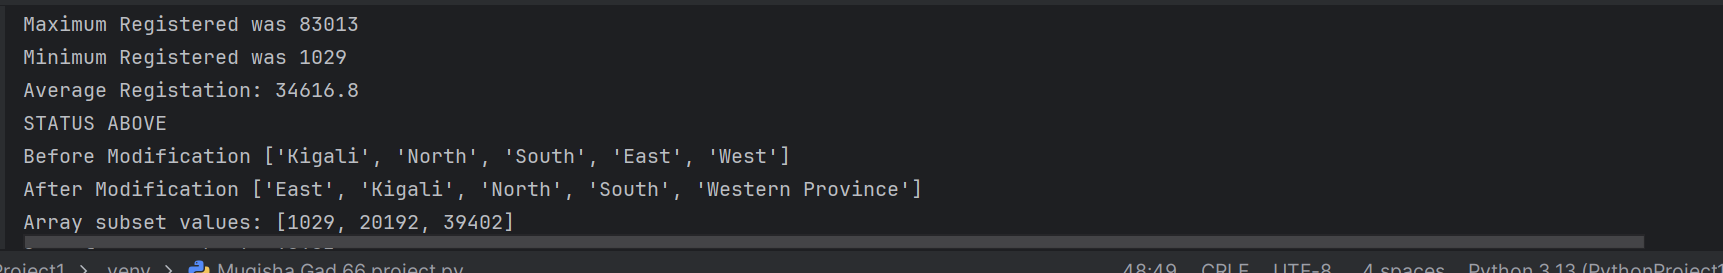 Maximum Registered was 83013
Minimum Registered was 1029
Average Registation: 34616.8
STATUS ABOVE
Before Modification ['Kigali', 'North', 'South', 'East', 'West']
After Modification ['East', 'Kigali', 'North', 'South', 'Western Province']
Array subset values: [1029, 20192, 39402]
Project1 > venv > Mugisha Gad 66 project.py 48:49 CRLF UTF-8 4 spaces Python 3.13 (PythonProject1